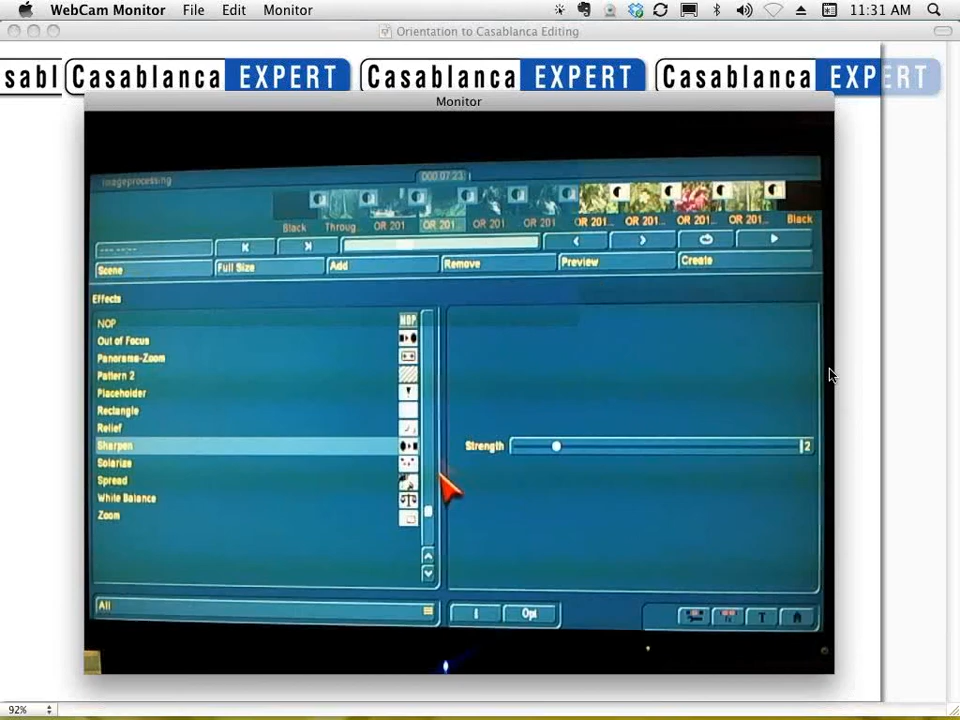 WebCam Monitor File Edit Monitor 11:31 AM
Orientation to Casablanca Editing
sabl Casablanca EXPERT Casablanca EXPERT Casablanca EXPERT
Monitor
Imageprocessing 000:07:23
Black Throug... OR 201 OR 201... OR 201 OR 201 OR 201... OR 201... OR 201... OR 201... Black
Scene Full Size Add Remove Preview Create
Effects
NOP NOP
Out of Focus
Panorama-Zoom
Pattern 2
Placeholder
Rectangle
Relief
Sharpen Strength 2
Solarize
Spread
White Balance
Zoom
All i Opt T
92%